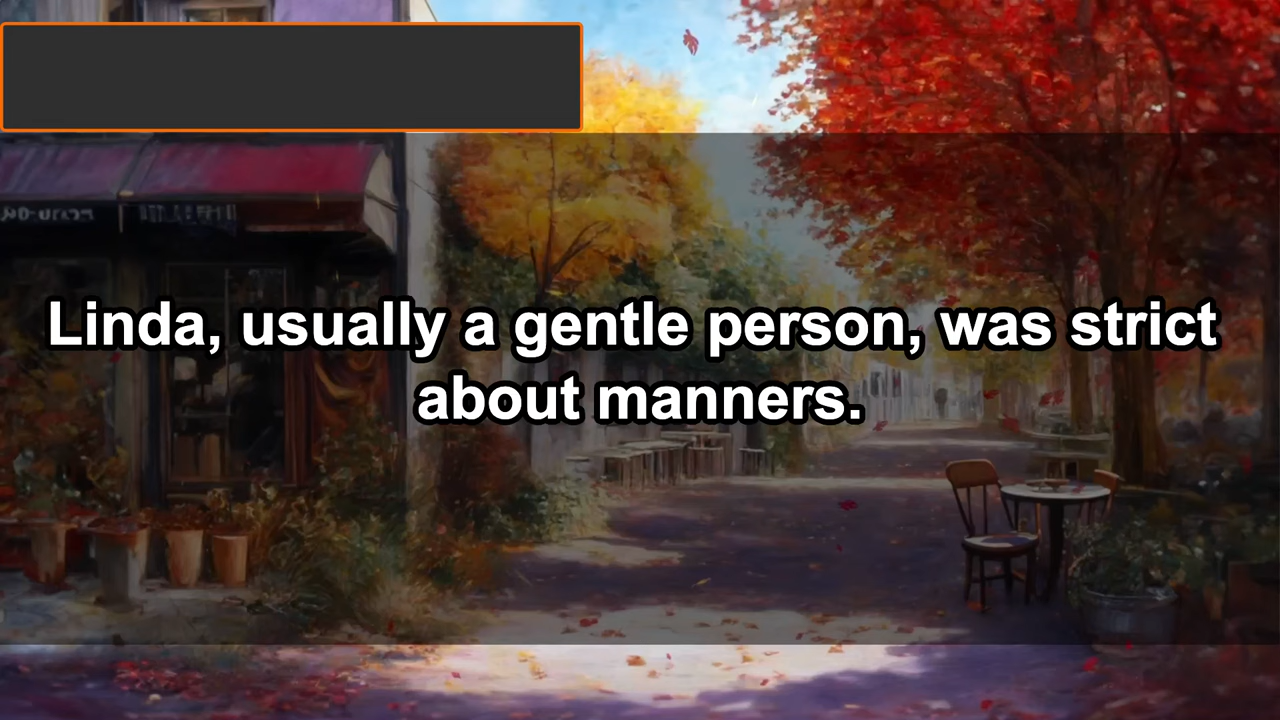 Linda, usually a gentle person, was strict
about manners.